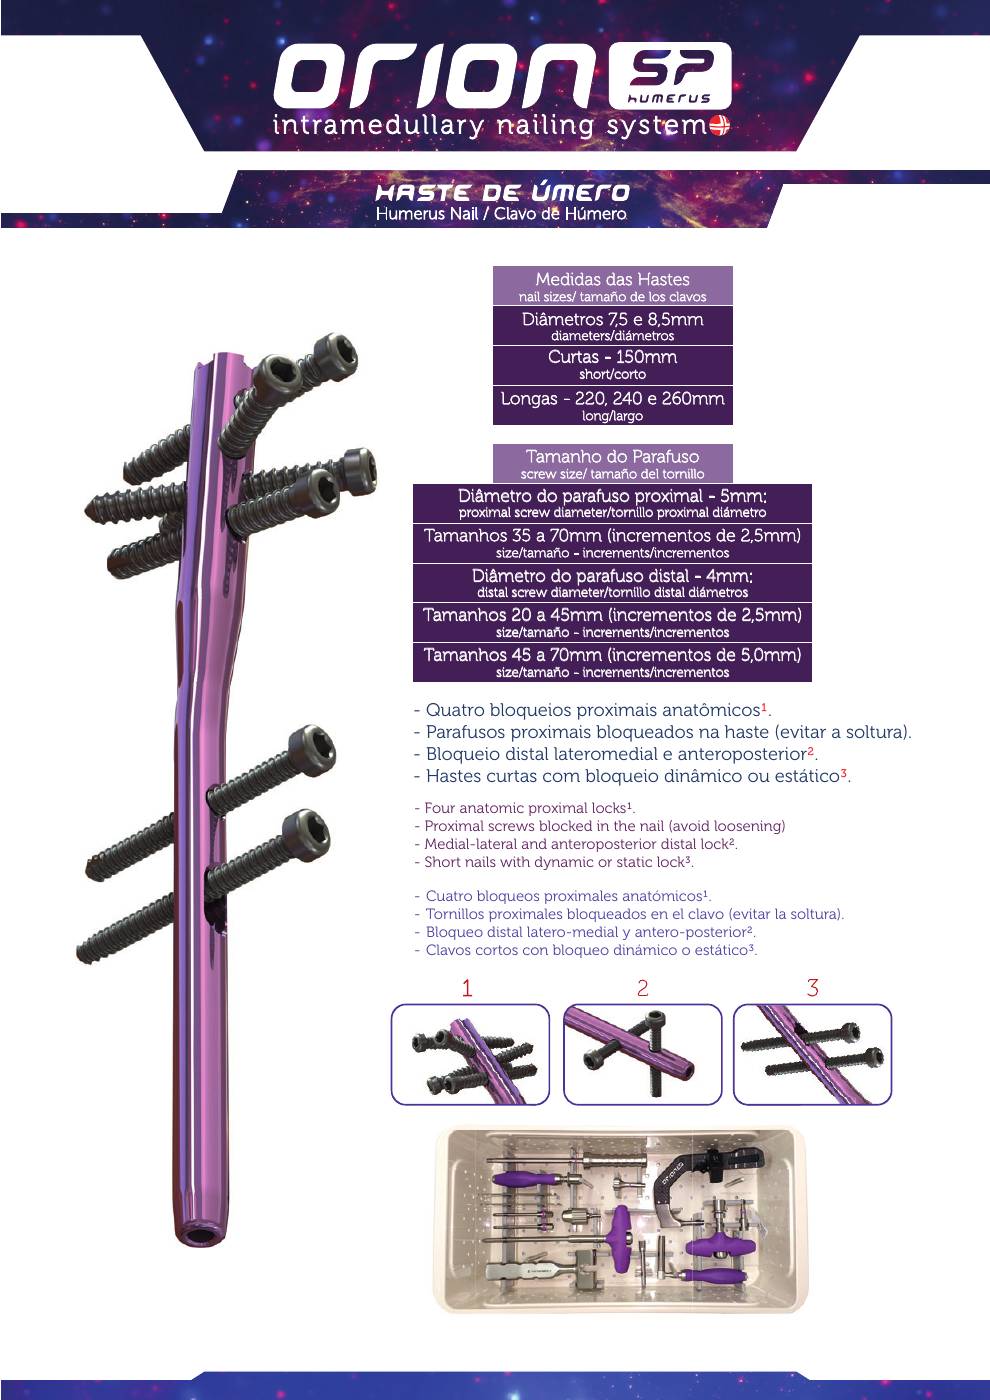 orion SP
humerus
intramedullary nailing system
HASTE DE ÚMERO
Humerus Nail / Clavo de Húmero
Medidas das Hastes
nail sizes/ tamaño de los clavos
Diâmetros 7,5 e 8,5mm
diameters/diámetros
Curtas - 150mm
short/corto
Longas - 220, 240 e 260mm
long/largo
Tamanho do Parafuso
screw size/ tamaño del tornillo
Diâmetro do parafuso proximal - 5mm;
proximal screw diameter/tornillo proximal diámetro
Tamanhos 35 a 70mm (incrementos de 2,5mm)
size/tamaño - increments/incrementos
Diâmetro do parafuso distal - 4mm;
distal screw diameter/tornillo distal diámetros
Tamanhos 20 a 45mm (incrementos de 2,5mm)
size/tamaño - increments/incrementos
Tamanhos 45 a 70mm (incrementos de 5,0mm)
size/tamaño - increments/incrementos
- Quatro bloqueios proximais anatômicos¹.
- Parafusos proximais bloqueados na haste (evitar a soltura).
- Bloqueio distal lateromedial e anteroposterior².
- Hastes curtas com bloqueio dinâmico ou estático³.
- Four anatomic proximal locks¹.
- Proximal screws blocked in the nail (avoid loosening)
- Medial-lateral and anteroposterior distal lock².
- Short nails with dynamic or static lock³.
- Cuatro bloqueos proximales anatómicos¹.
- Tornillos proximales bloqueados en el clavo (evitar la soltura).
- Bloqueo distal latero-medial y antero-posterior².
- Clavos cortos con bloqueo dinámico o estático³.
1 2 3
ORION